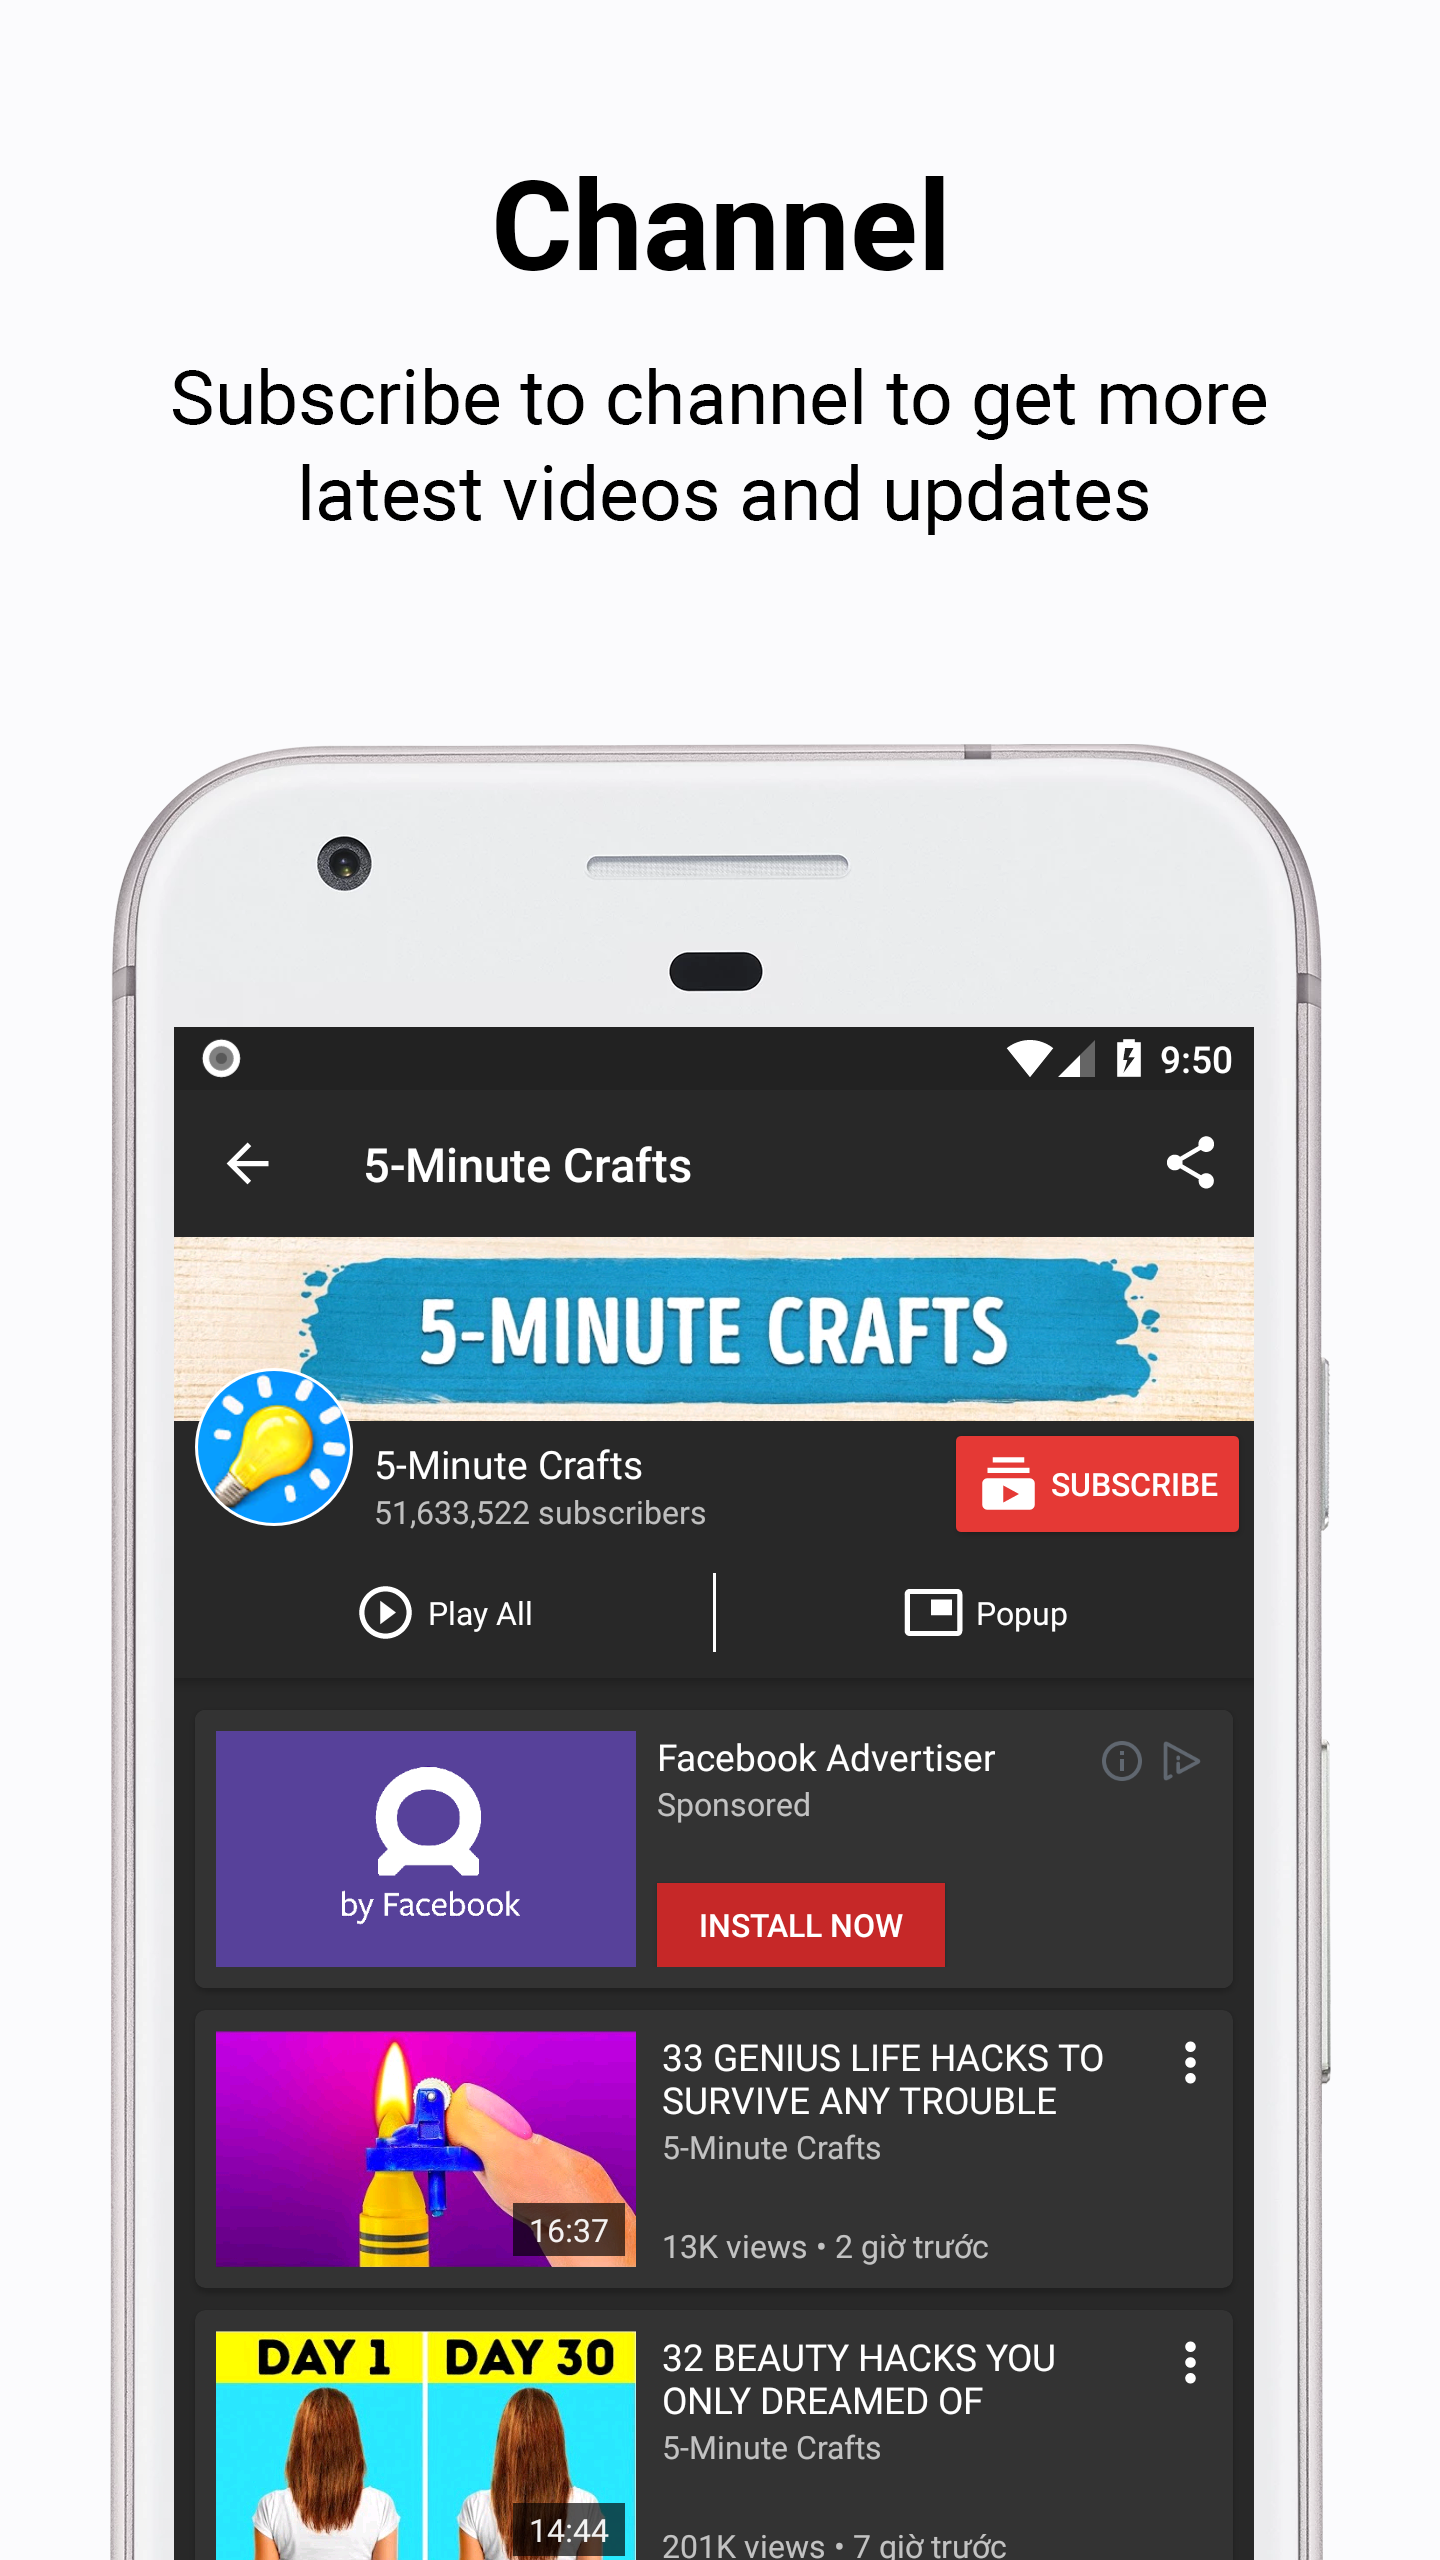 Channel
Subscribe to channel to get more
latest videos and updates
9:50
5-Minute Crafts
5-MINUTE CRAFTS
5-Minute Crafts
51,633,522 subscribers
SUBSCRIBE
Play All
Popup
by Facebook
Facebook Advertiser
Sponsored
INSTALL NOW
33 GENIUS LIFE HACKS TO
SURVIVE ANY TROUBLE
5-Minute Crafts
16:37
13K views • 2 giờ trước
DAY 1
DAY 30
32 BEAUTY HACKS YOU
ONLY DREAMED OF
5-Minute Crafts
14:44
201K views • 7 giờ trước